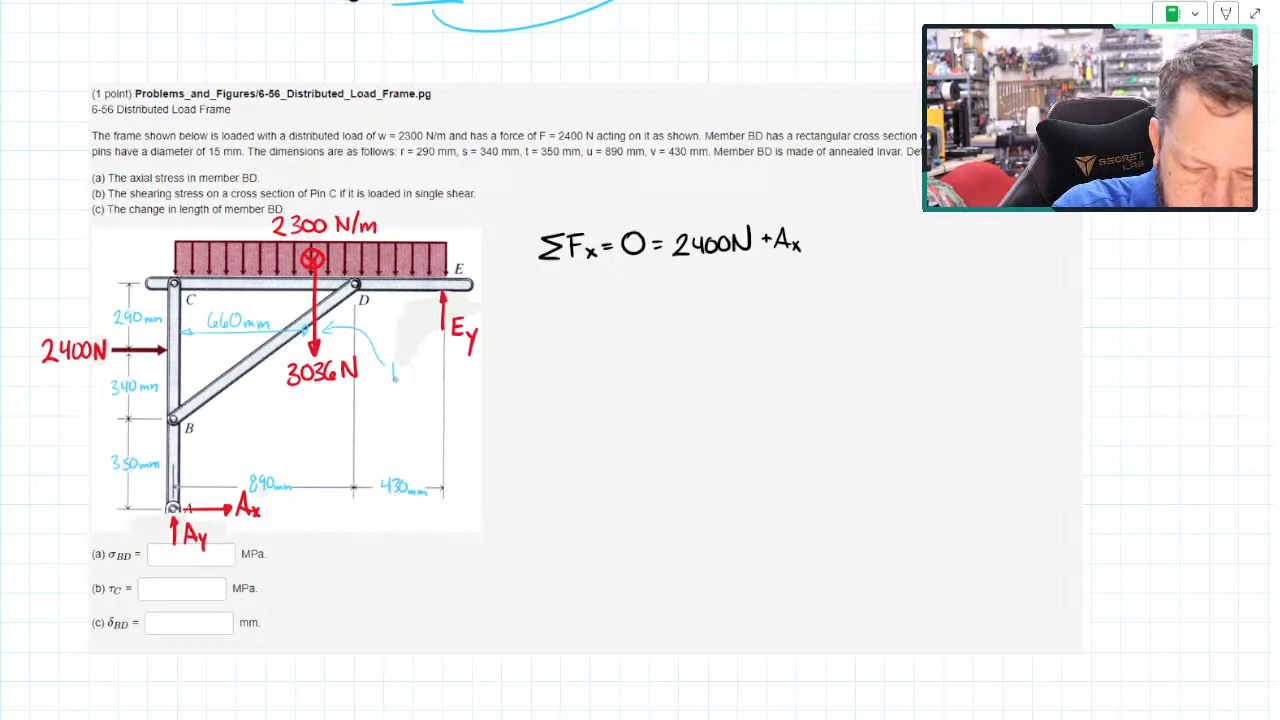 (1 point) Problems_and_Figures/6-56_Distributed_Load_Frame.pg
6-56 Distributed Load Frame
The frame shown below is loaded with a distributed load of w = 2300 N/m and has a force of F = 2400 N acting on it as shown. Member BD has a rectangular cross section
pins have a diameter of 15 mm. The dimensions are as follows: r = 290 mm, s = 340 mm, t = 350 mm, u = 890 mm, v = 430 mm. Member BD is made of annealed Invar.
(a) The axial stress in member BD.
(b) The shearing stress on a cross section of Pin C if it is loaded in single shear.
(c) The change in length of member BD
2300 N/m
ΣFx = 0 = 2400N + Ax
E
C
D
290mm
660mm
Ey
2400N
3036N
340mm
B
350mm
890mm
430mm
A
Ax
Ay
(a) σBD = MPa.
(b) τC = MPa.
(c) δBD = mm.
SECRET
LAB